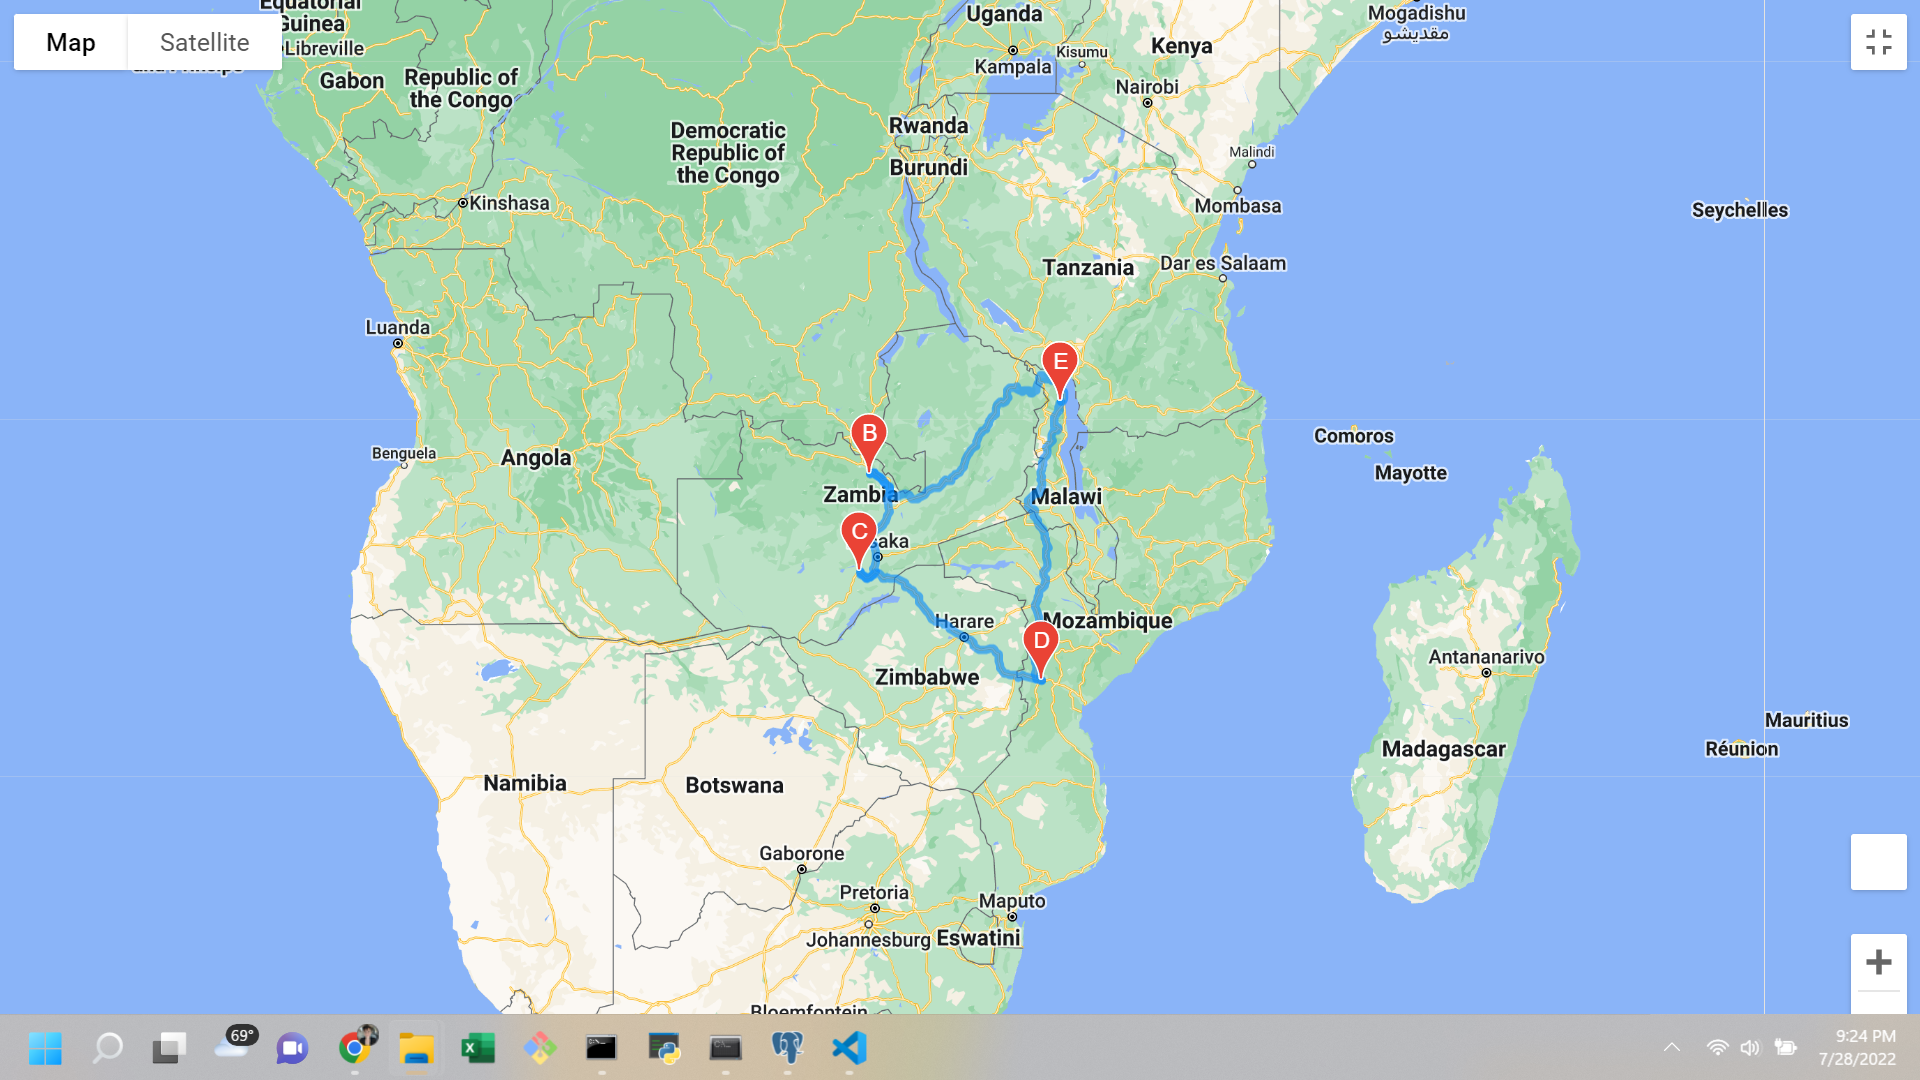 Equatorial
Guinea
Map
Satellite
Libreville
Gabon
Republic of
the Congo
Uganda
Kampala
Kisumu
Kenya
Nairobi
Mogadishu
مقديشو
Democratic
Republic of
the Congo
Rwanda
Burundi
Malindi
Mombasa
Kinshasa
Seychelles
Tanzania
Dar es Salaam
Luanda
E
B
Benguela
Angola
Comoros
Mayotte
Zambia
Malawi
C
saka
Harare
Mozambique
D
Zimbabwe
Antananarivo
Mauritius
Réunion
Madagascar
Namibia
Botswana
Gaborone
Pretoria
Maputo
Johannesburg
Eswatini
Bloemfontein
69°
9:24 PM
7/28/2022